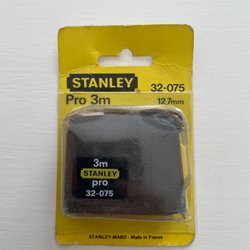 STANLEY
32-075
Pro 3m
12,7mm
3m
STANLEY
pro
32-075
STANLEY-MABO - Made in France